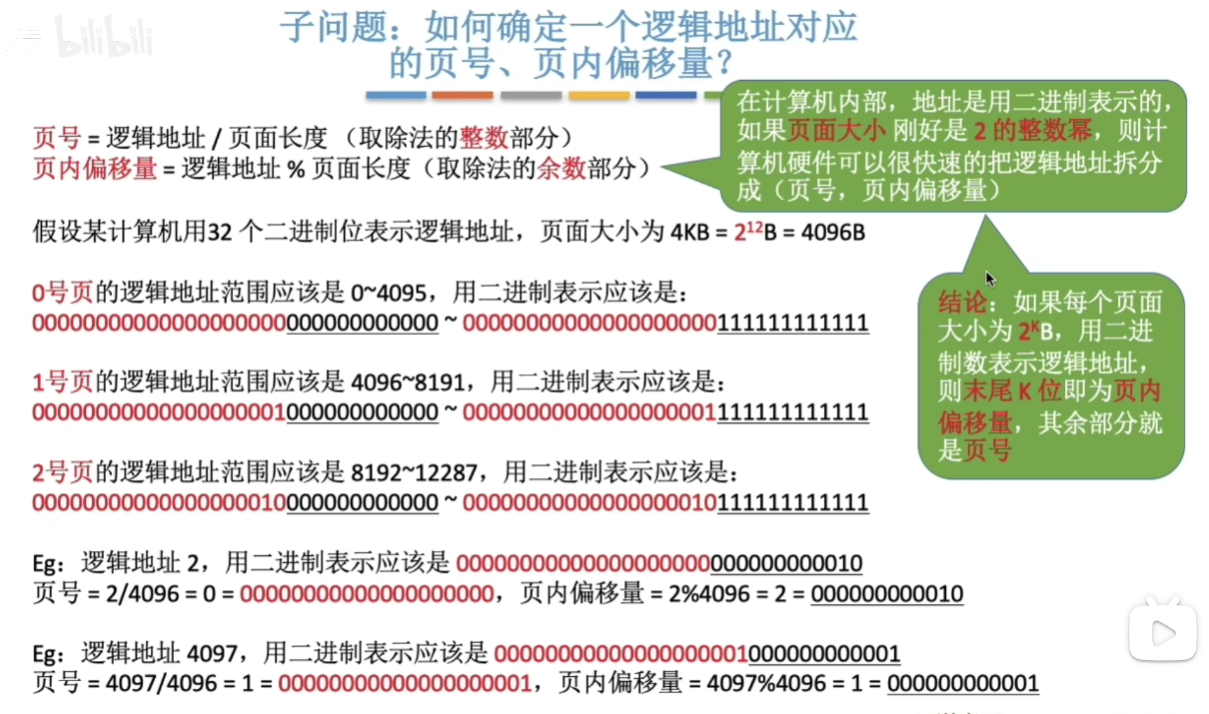 bilibili
子问题：如何确定一个逻辑地址对应
的页号、页内偏移量？
在计算机内部，地址是用二进制表示的，
如果页面大小 刚好是 2 的整数幂，则计
算机硬件可以很快速的把逻辑地址拆分
成（页号，页内偏移量）
页号 = 逻辑地址 / 页面长度 （取除法的整数部分）
页内偏移量 = 逻辑地址 % 页面长度（取除法的余数部分）
假设某计算机用32 个二进制位表示逻辑地址，页面大小为 4KB = 2¹²B = 4096B
0号页的逻辑地址范围应该是 0~4095，用二进制表示应该是：
00000000000000000000000000000000 ~ 00000000000000000000111111111111
1号页的逻辑地址范围应该是 4096~8191，用二进制表示应该是：
00000000000000000001000000000000 ~ 00000000000000000001111111111111
2号页的逻辑地址范围应该是 8192~12287，用二进制表示应该是：
00000000000000000010000000000000 ~ 00000000000000000010111111111111
结论：如果每个页面
大小为 2ᴷB，用二进
制数表示逻辑地址，
则末尾 K 位即为页内
偏移量，其余部分就
是页号
Eg：逻辑地址 2，用二进制表示应该是 00000000000000000000000000000010
页号 = 2/4096 = 0 = 00000000000000000000，页内偏移量 = 2%4096 = 2 = 000000000010
Eg：逻辑地址 4097，用二进制表示应该是 00000000000000000001000000000001
页号 = 4097/4096 = 1 = 00000000000000000001，页内偏移量 = 4097%4096 = 1 = 000000000001